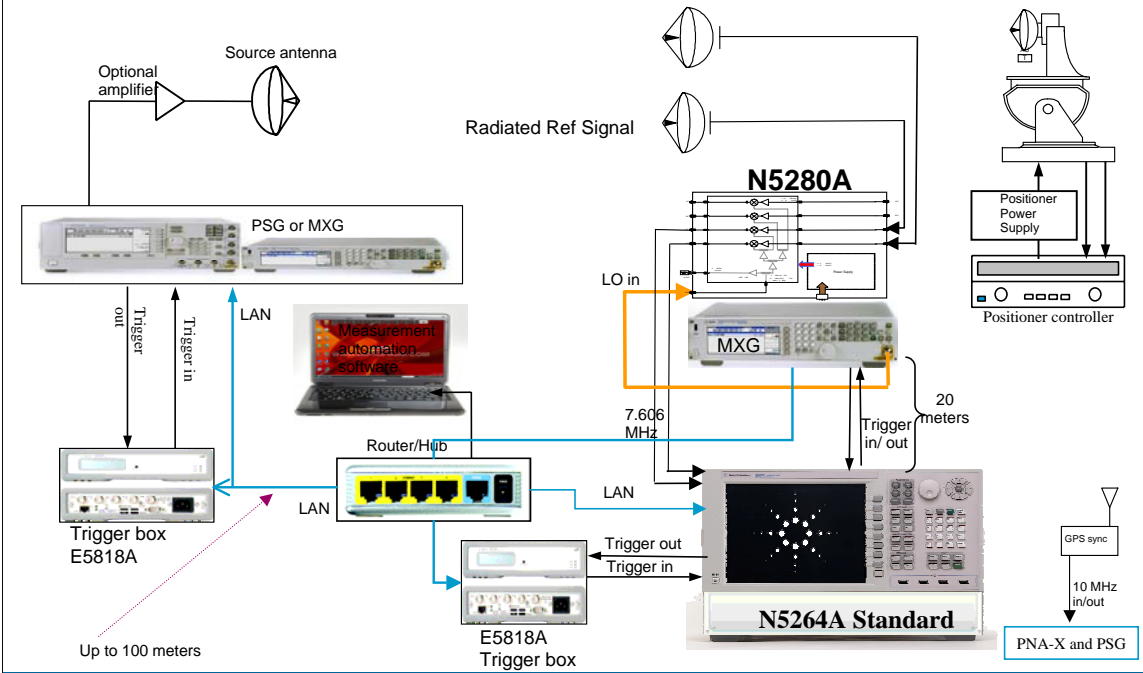 Source antenna
Optional
amplifier
Radiated Ref Signal
N5280A
PSG or MXG
Power Supply
LO in
Positioner
Power
Supply
Positioner controller
Trigger
out
Trigger in
LAN
Measurement
automation
software
MXG
20
meters
7.606
MHz
Trigger
in/ out
Router/Hub
LAN
LAN
Trigger box
E5818A
Trigger out
Trigger in
GPS sync
10 MHz
in/out
N5264A Standard
E5818A
Trigger box
Up to 100 meters
PNA-X and PSG